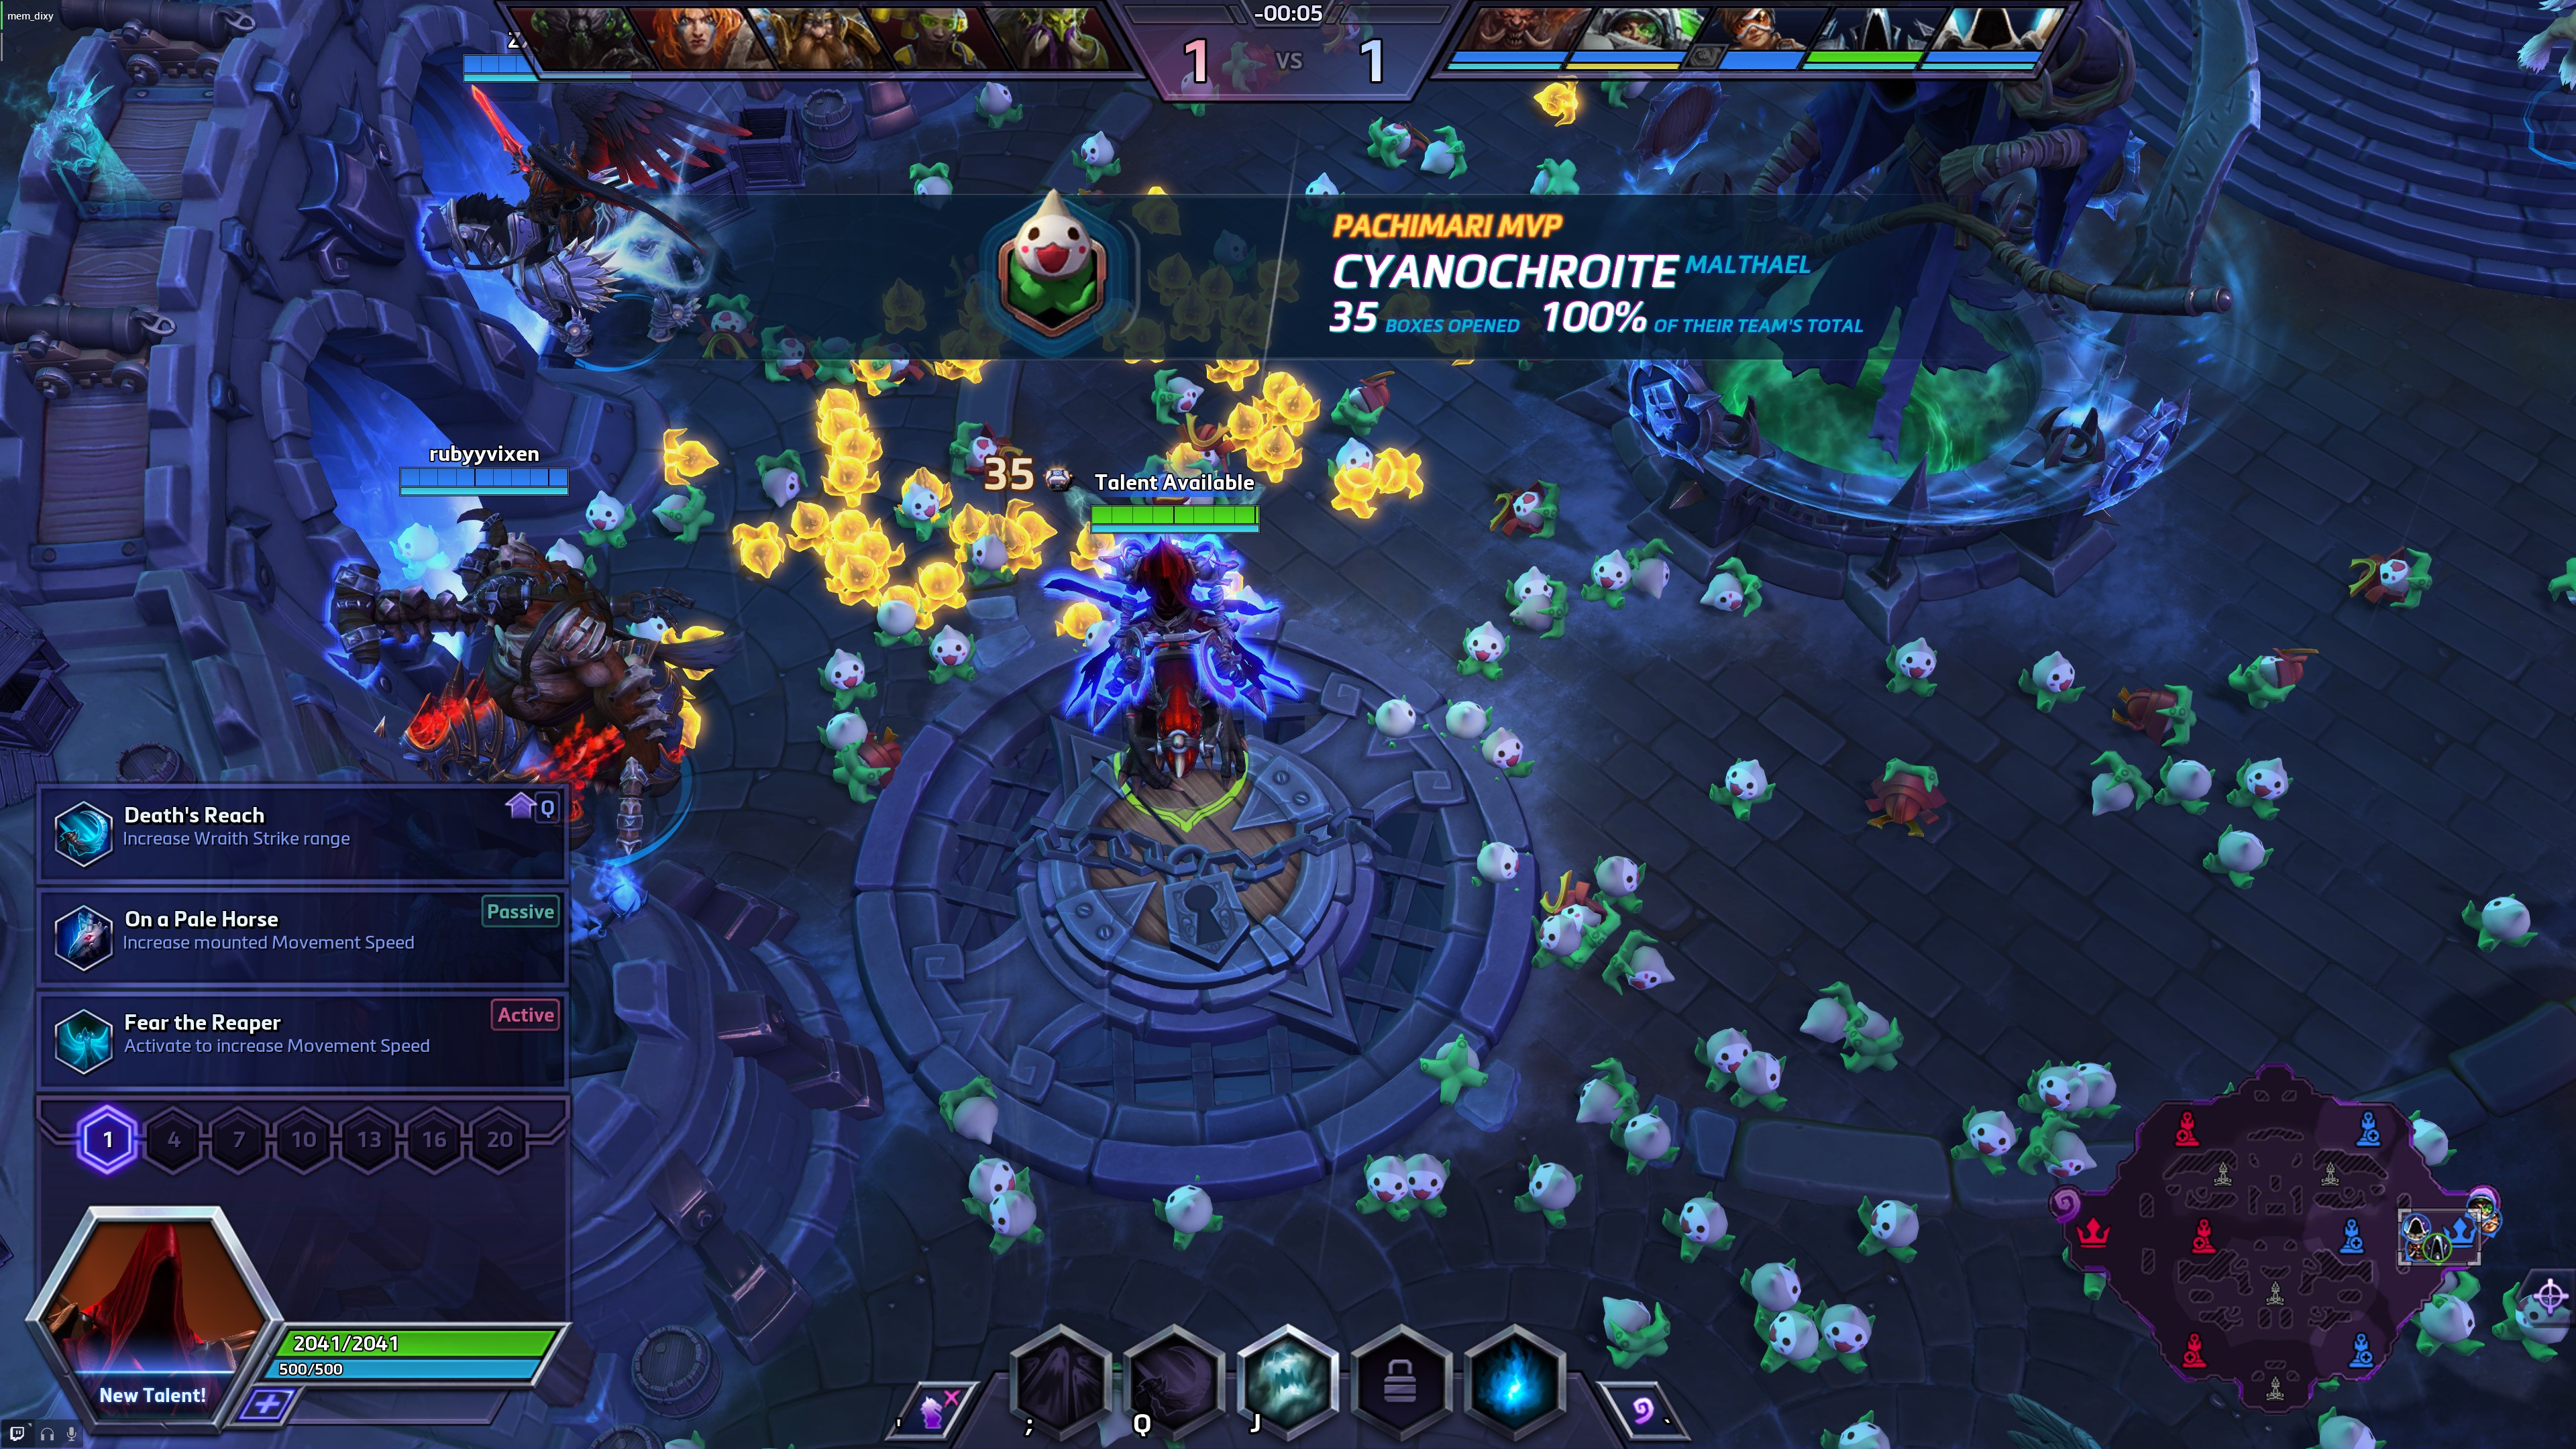 mem_dixy
-00:05
1 VS 1
PACHIMARI MVP
CYANOCHROITE MALTHAEL
35 BOXES OPENED 100% OF THEIR TEAM'S TOTAL
rubyyvixen
35
Talent Available
Death's Reach
Q
Increase Wraith Strike range
On a Pale Horse
Passive
Increase mounted Movement Speed
Fear the Reaper
Active
Activate to increase Movement Speed
1 4 7 10 13 16 20
2041/2041
500/500
New Talent!
; Q J